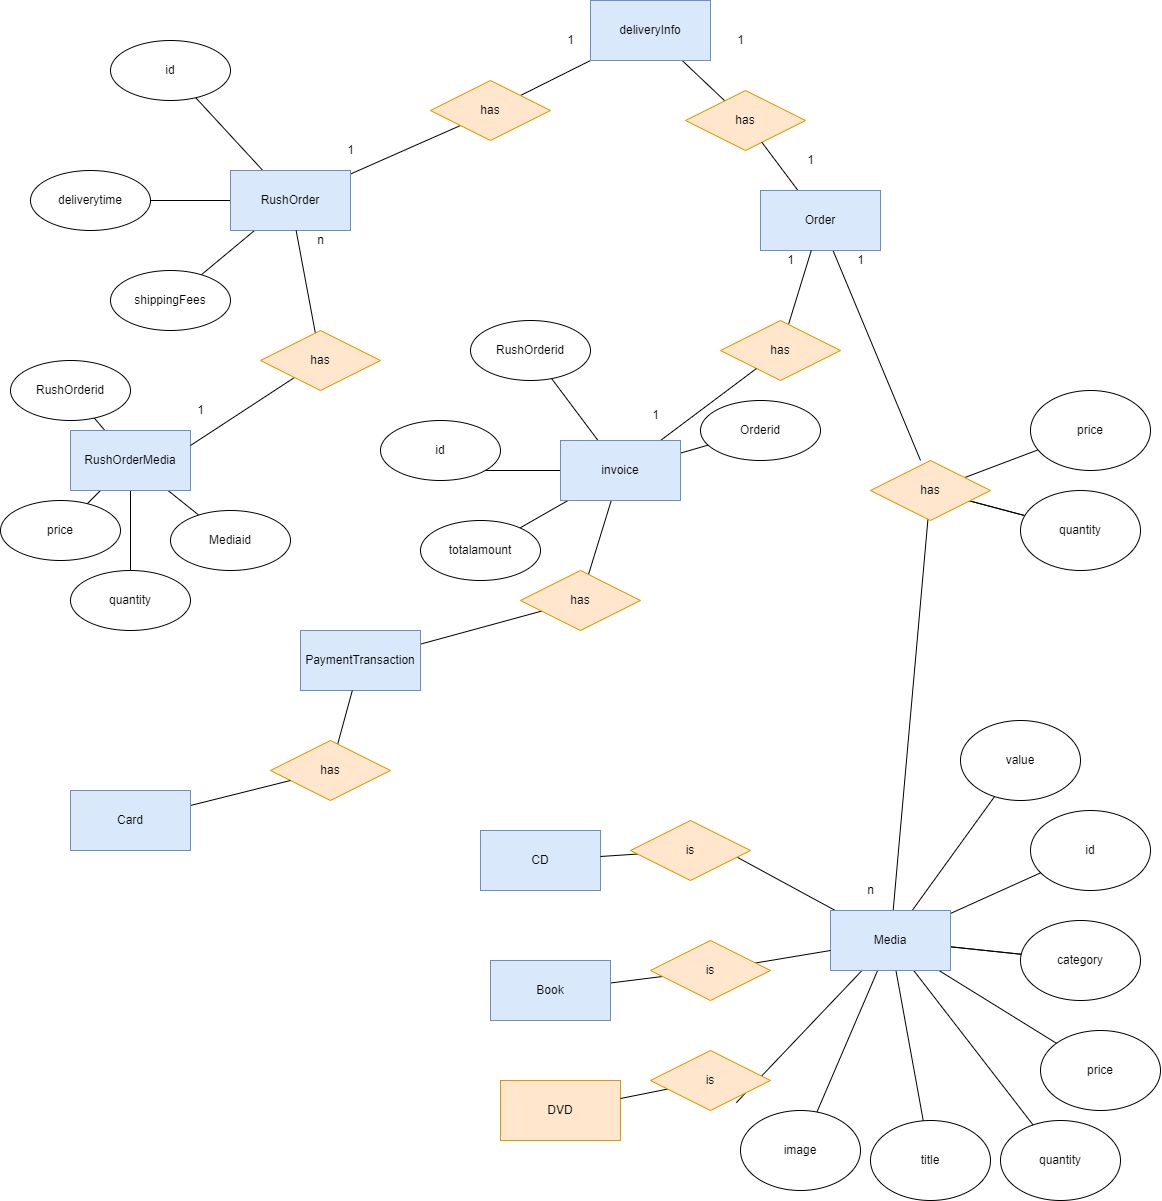 deliveryInfo
1
1
id
has
has
1
1
deliverytime
RushOrder
Order
n
1
1
shippingFees
has
RushOrderid
has
RushOrderid
1
1
Orderid
price
RushOrderMedia
id
invoice
has
price
Mediaid
totalamount
quantity
quantity
has
PaymentTransaction
has
value
Card
CD
is
id
n
Media
Book
is
category
DVD
is
price
image
title
quantity